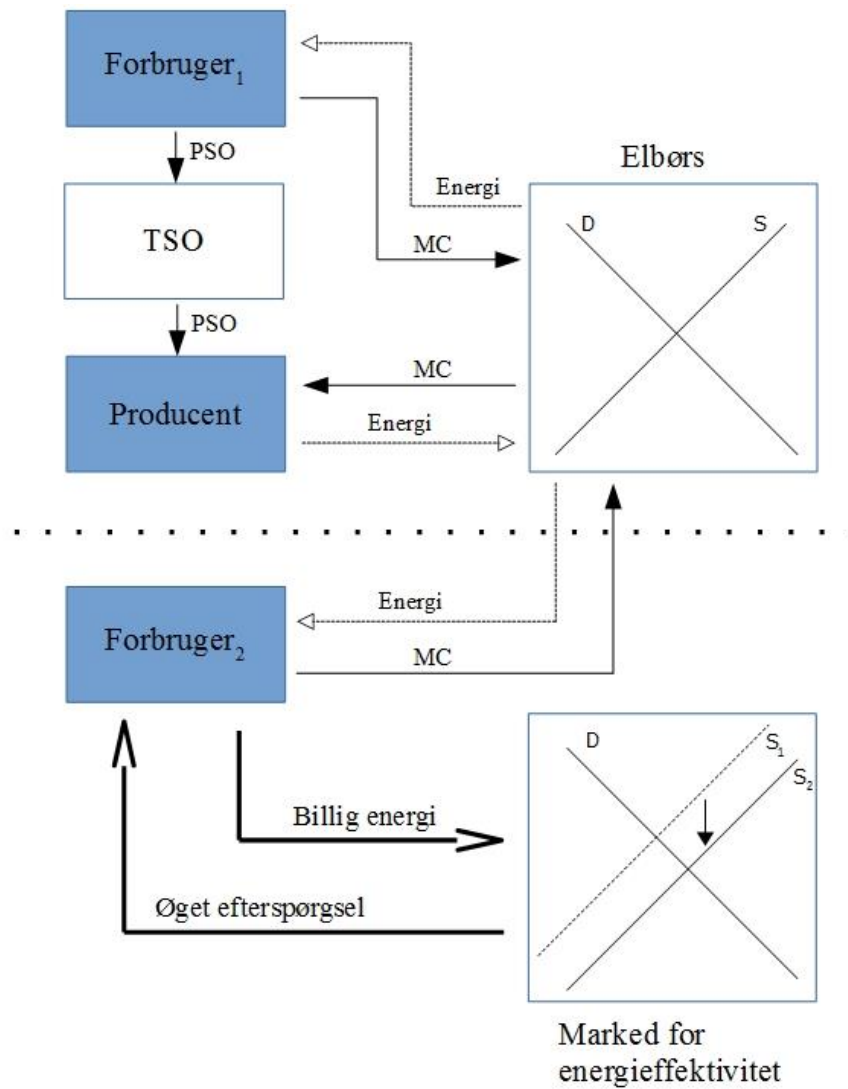 Forbruger₁
PSO
TSO
PSO
Producent
Energi
MC
MC
Energi
Elbørs
D S
Energi
MC
Forbruger₂
Billig energi
Øget efterspørgsel
D S₁
S₂
Marked for
energieffektivitet